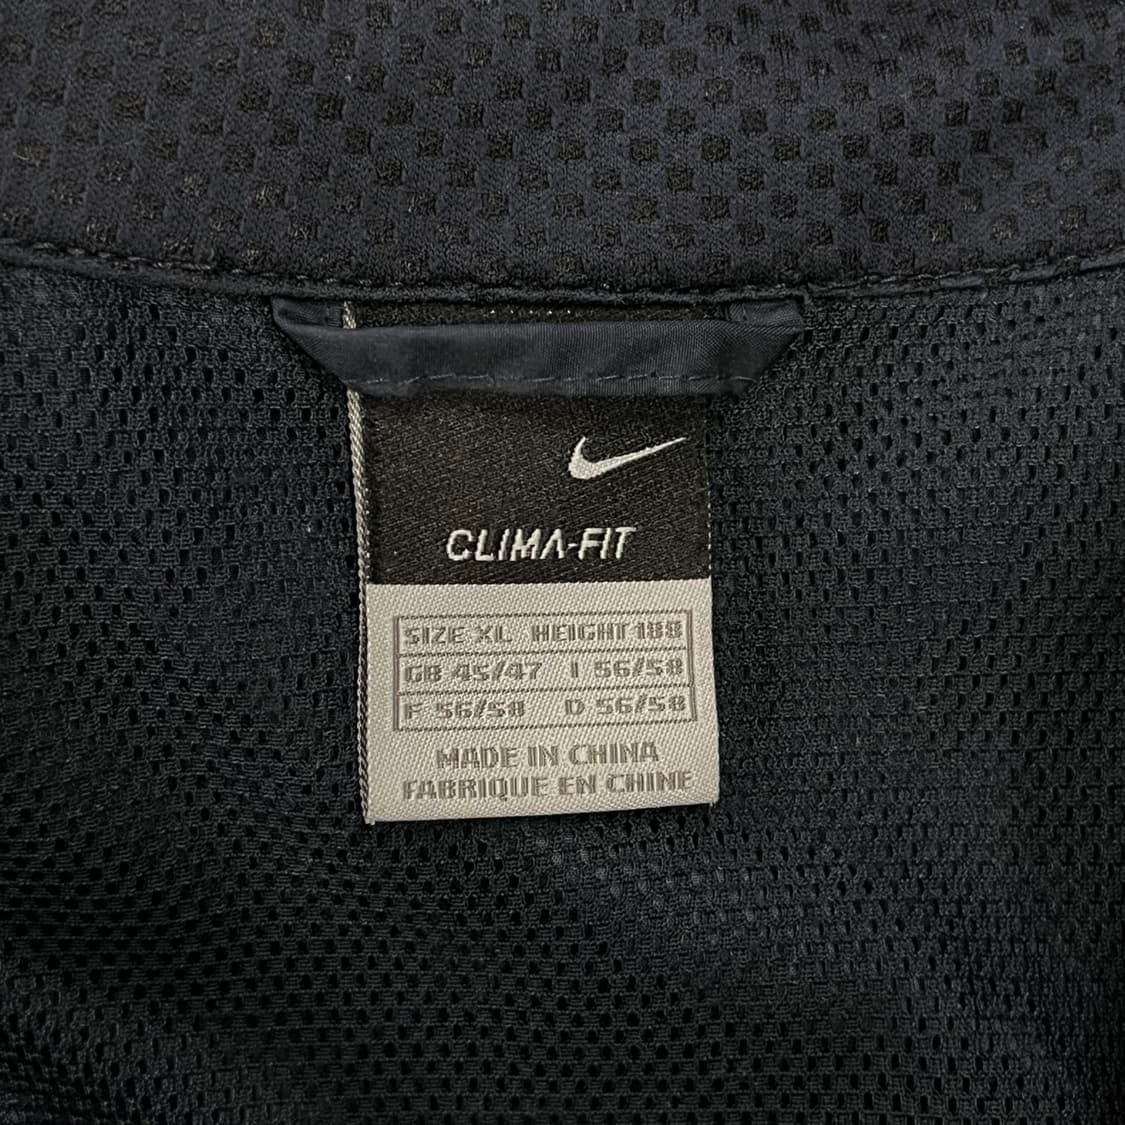 CLIMA-FIT
SIZE XL HEIGHT 188
GB 45/47 I 56/58
F 56/58 D 56/58
MADE IN CHINA
FABRIQUE EN CHINE